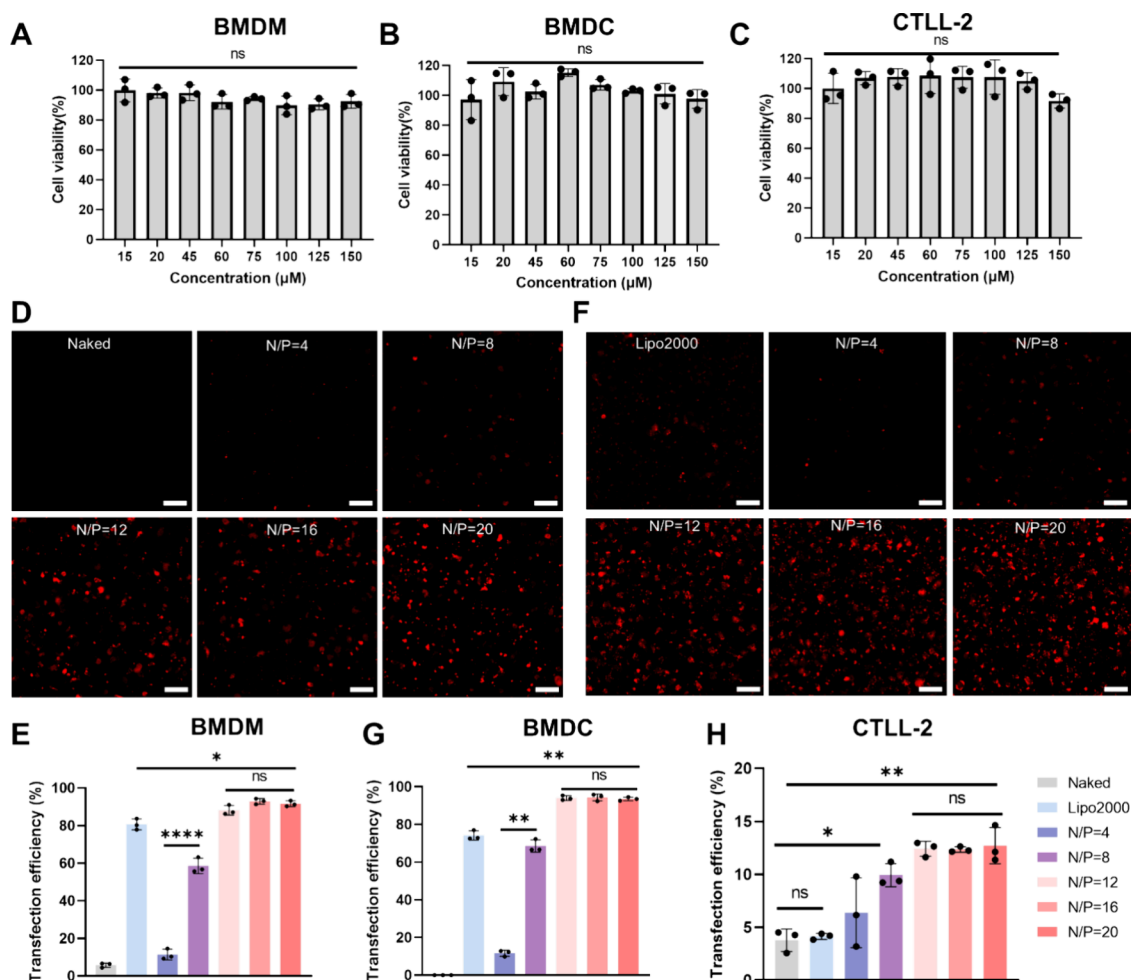 A
BMDM
ns
Cell viability(%)
120
100
80
60
40
20
0
15 20 45 60 75 100 125 150
Concentration (μM)
B
BMDC
ns
Cell viability(%)
120
100
80
60
40
20
0
15 20 45 60 75 100 125 150
Concentration (μM)
C
CTLL-2
ns
Cell viability(%)
120
100
80
60
40
20
0
15 20 45 60 75 100 125 150
Concentration (μM)
D
Naked
N/P=4
N/P=8
N/P=12
N/P=16
N/P=20
F
Lipo2000
N/P=4
N/P=8
N/P=12
N/P=16
N/P=20
E
BMDM
Transfection efficiency (%)
100
80
60
40
20
0
*
ns
****
G
BMDC
Transfection efficiency (%)
100
80
60
40
20
0
**
ns
**
H
CTLL-2
Transfection efficiency (%)
20
15
10
5
0
**
ns
*
ns
Naked
Lipo2000
N/P=4
N/P=8
N/P=12
N/P=16
N/P=20